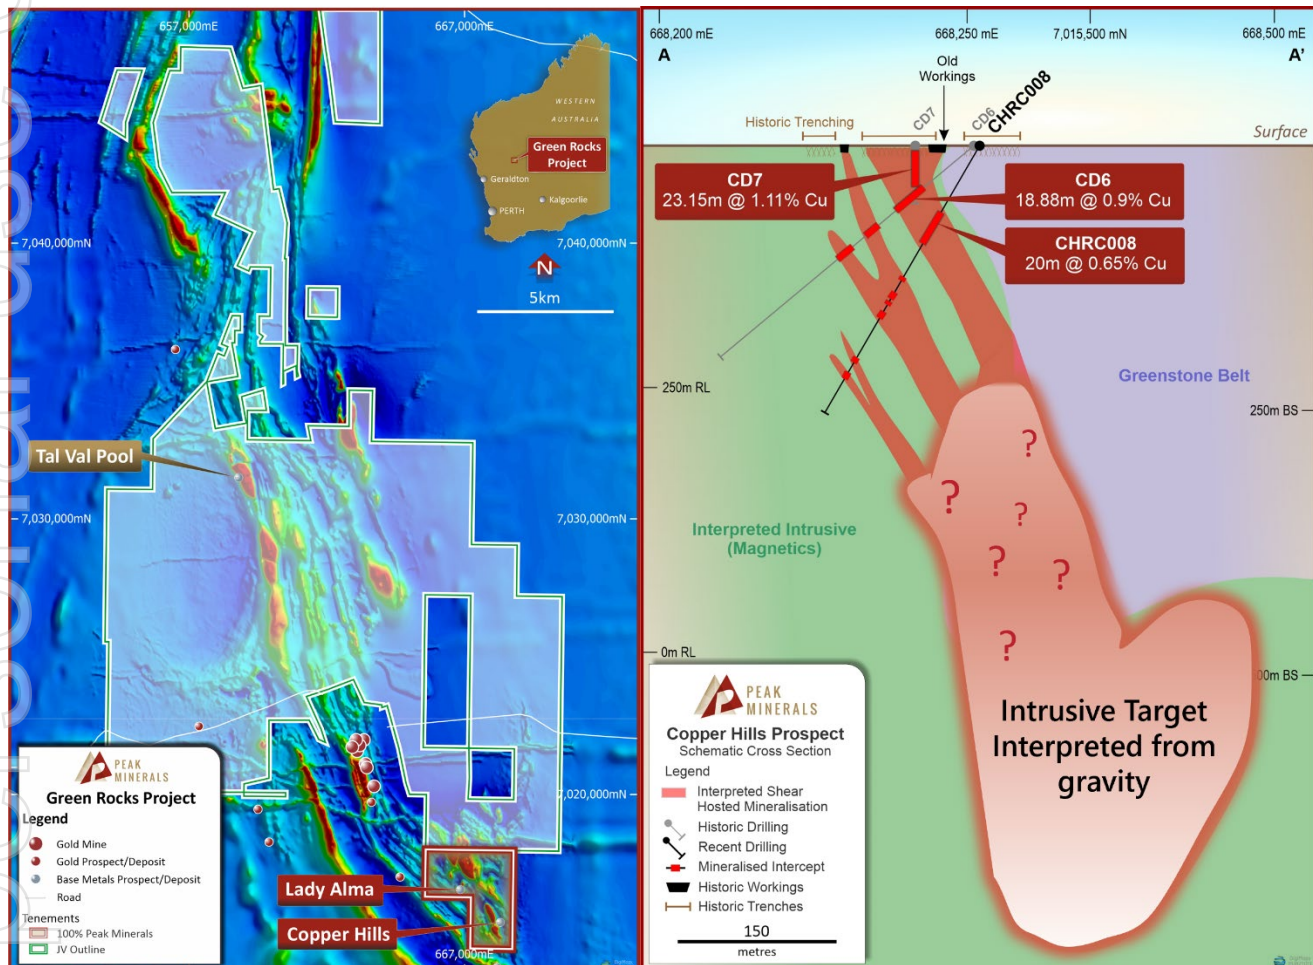 For personal use only
657,000mE
667,000mE
WESTERN
AUSTRALIA
Green Rocks
Project
Geraldton
Kalgoorlie
PERTH
7,040,000mN
7,040,000mN
N
5km
Tal Val Pool
7,030,000mN
7,030,000mN
7,020,000mN
Lady Alma
Copper Hills
667,000mE
PEAK
MINERALS
Green Rocks Project
Legend
Gold Mine
Gold Prospect/Deposit
Base Metals Prospect/Deposit
Road
Tenements
100% Peak Minerals
JV Outline
668,200 mE
668,250 mE
7,015,500 mN
668,500 mE
A
A'
Old
Workings
CD7
CD6
CHRC008
Historic Trenching
Surface
CD7
23.15m @ 1.11% Cu
CD6
18.88m @ 0.9% Cu
CHRC008
20m @ 0.65% Cu
250m RL
Greenstone Belt
250m BS
?
?
?
?
?
?
Interpreted Intrusive
(Magnetics)
0m RL
00m BS
Intrusive Target
Interpreted from
gravity
PEAK
MINERALS
Copper Hills Prospect
Schematic Cross Section
Legend
Interpreted Shear
Hosted Mineralisation
Historic Drilling
Recent Drilling
Mineralised Intercept
Historic Workings
Historic Trenches
150
metres